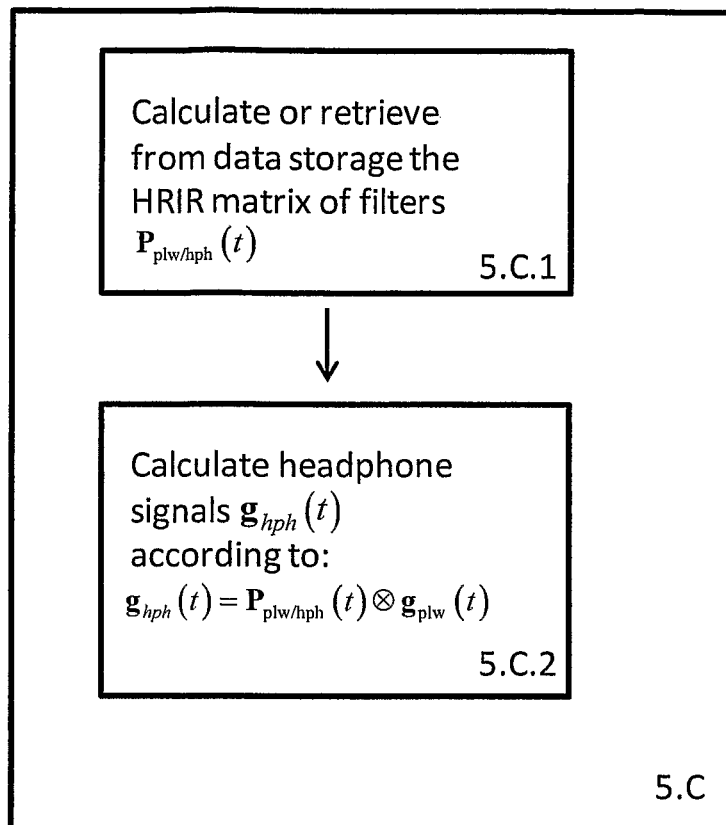 Calculate or retrieve
from data storage the
HRIR matrix of filters
P_plw/hph (t)
5.C.1
Calculate headphone
signals g_hph (t)
according to:
g_hph (t) = P_plw/hph (t) ⊗ g_plw (t)
5.C.2
5.C